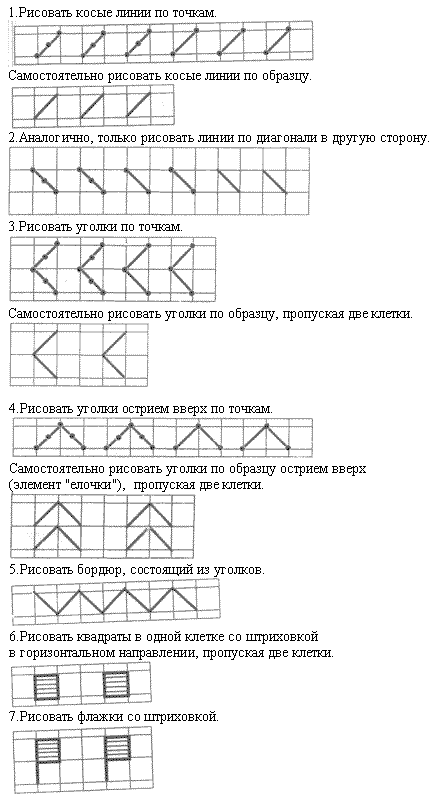 1.Рисовать косые линии по точкам.
Самостоятельно рисовать косые линии по образцу.
2.Аналогично, только рисовать линии по диагонали в другую сторону.
3.Рисовать уголки по точкам.
Самостоятельно рисовать уголки по образцу, пропуская две клетки.
4.Рисовать уголки острием вверх по точкам.
Самостоятельно рисовать уголки по образцу острием вверх
(элемент "елочки"), пропуская две клетки.
5.Рисовать бордюр, состоящий из уголков.
6.Рисовать квадраты в одной клетке со штриховкой
в горизонтальном направлении, пропуская две клетки.
7.Рисовать флажки со штриховкой.